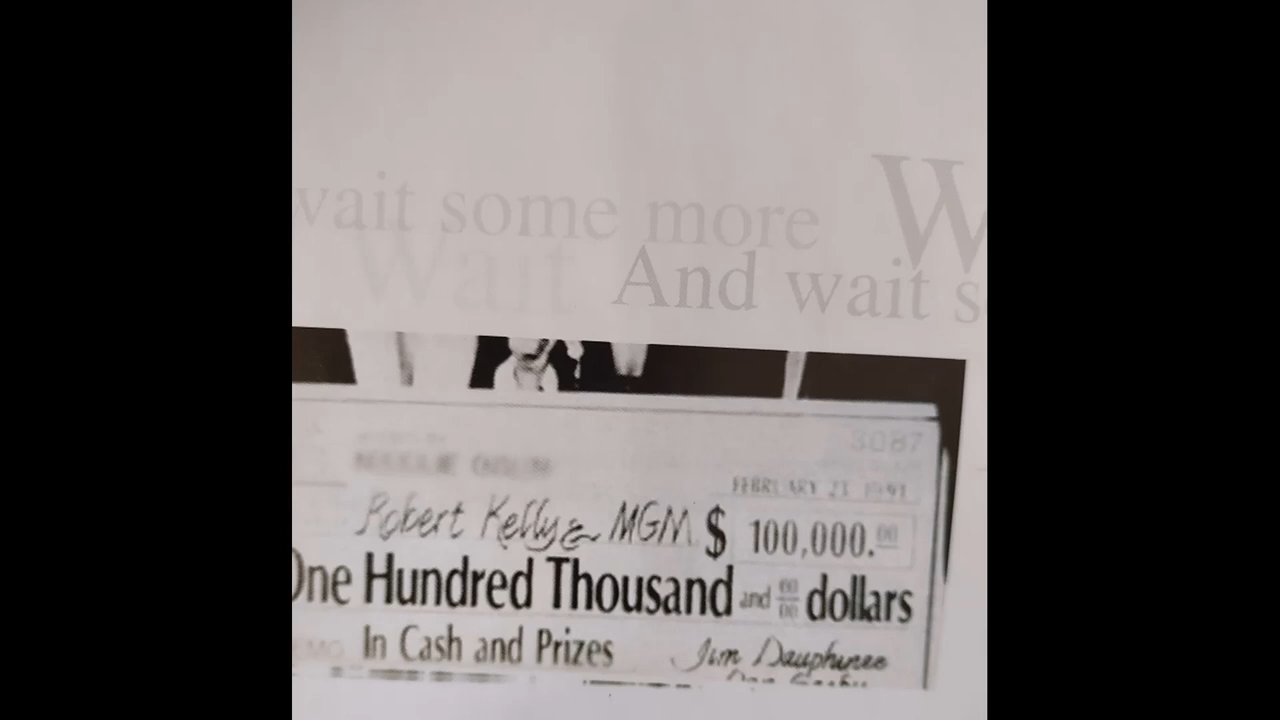 wait some more W
Wait And wait s
3087
FEBRUARY 23 1991
Robert Kelly & MGM $ 100,000.00
One Hundred Thousand and 00/00 dollars
In Cash and Prizes Jim Dauphinee